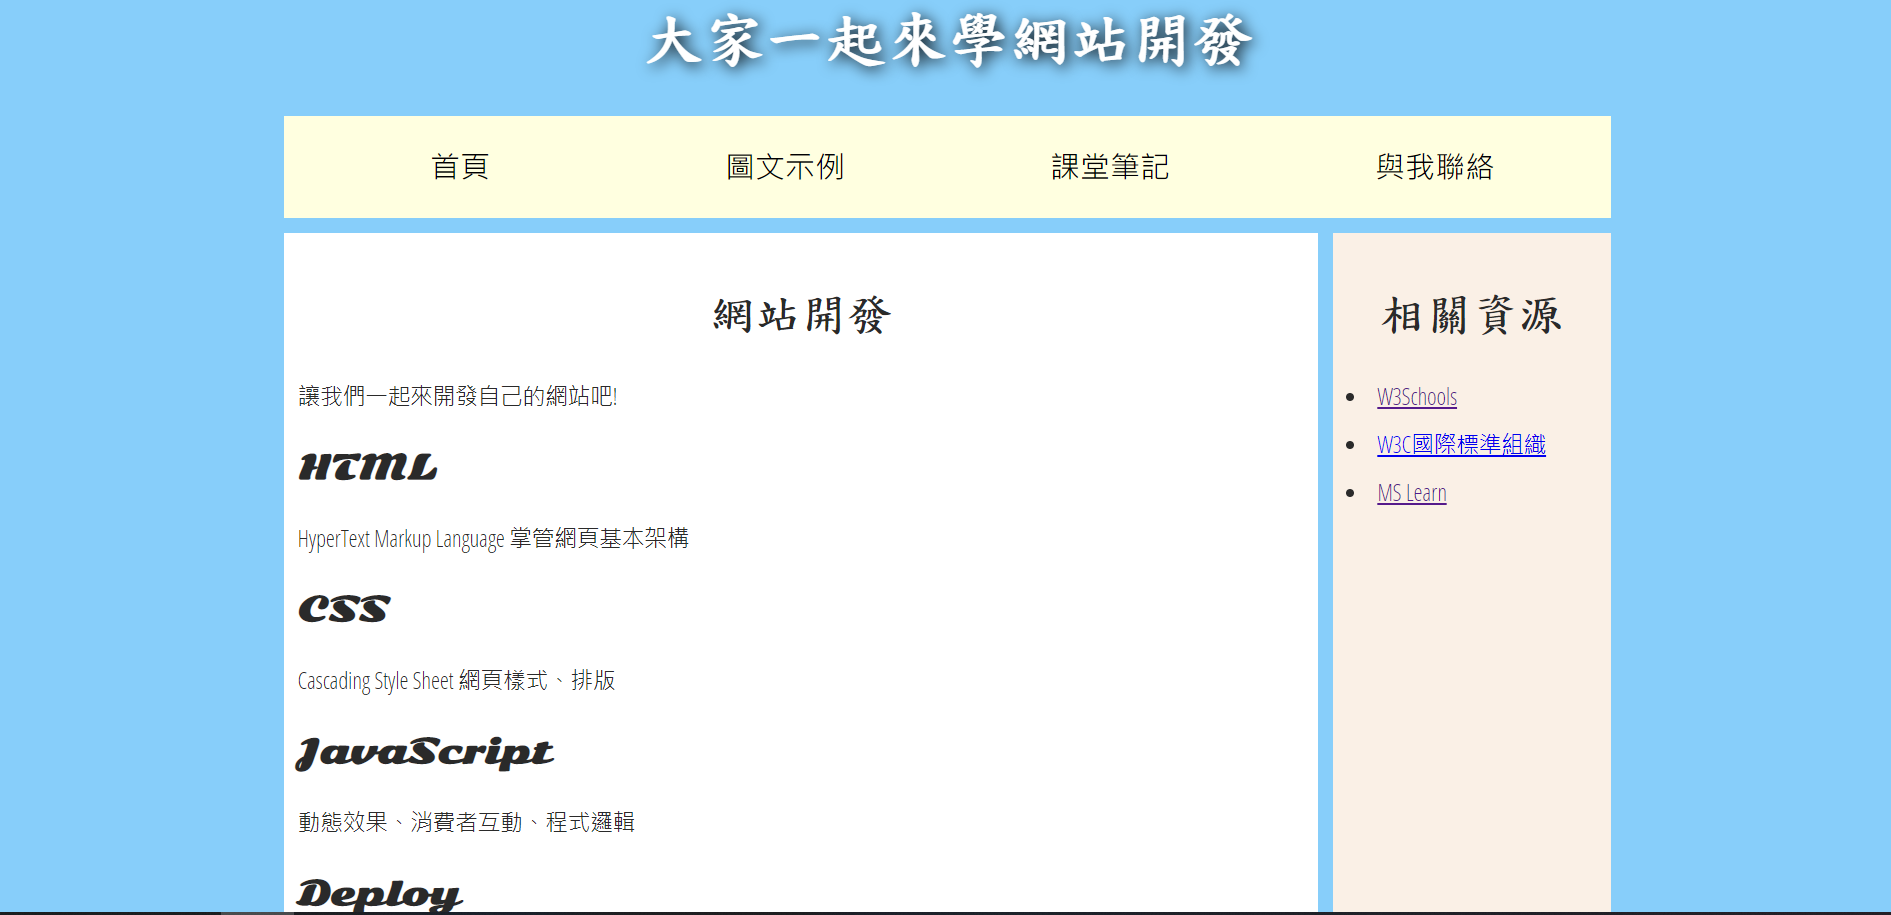 大家一起來學網站開發
首頁 圖文示例 課堂筆記 與我聯絡
網站開發
讓我們一起來開發自己的網站吧!
HTML
HyperText Markup Language 掌管網頁基本架構
CSS
Cascading Style Sheet 網頁樣式、排版
JavaScript
動態效果、消費者互動、程式邏輯
Deploy
相關資源
W3Schools
W3C國際標準組織
MS Learn